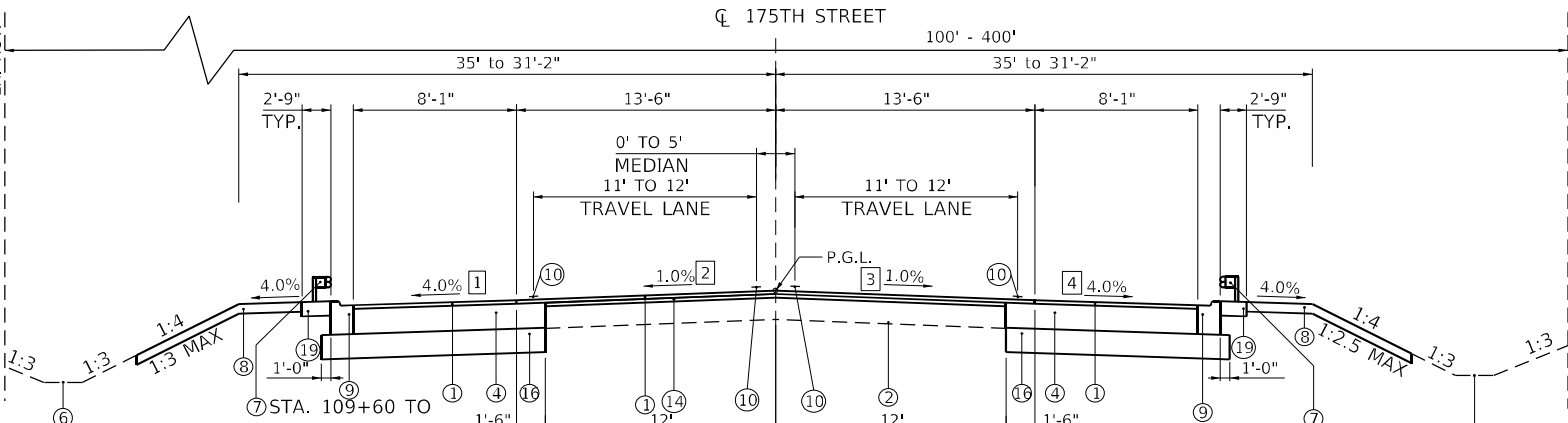 ℄ 175TH STREET
100' - 400'
35' to 31'-2" 35' to 31'-2"
2'-9" 8'-1" 13'-6" 13'-6" 8'-1" 2'-9"
TYP. TYP.
0' TO 5'
MEDIAN
11' TO 12' 11' TO 12'
TRAVEL LANE TRAVEL LANE
P.G.L.
4.0% 4.0% 1 10 1.0% 2 3 1.0% 10 4 4.0% 4.0%
1:4 1:4
1:3 1:3 1:3 MAX 8 19 19 8 1:2.5 MAX 1:3 1:3
1'-0" 9 1 4 16 1 14 10 10 2 16 4 1 9 1'-0"
6 7 STA. 109+60 TO 7
1'-6" 12' 12' 1'-6"